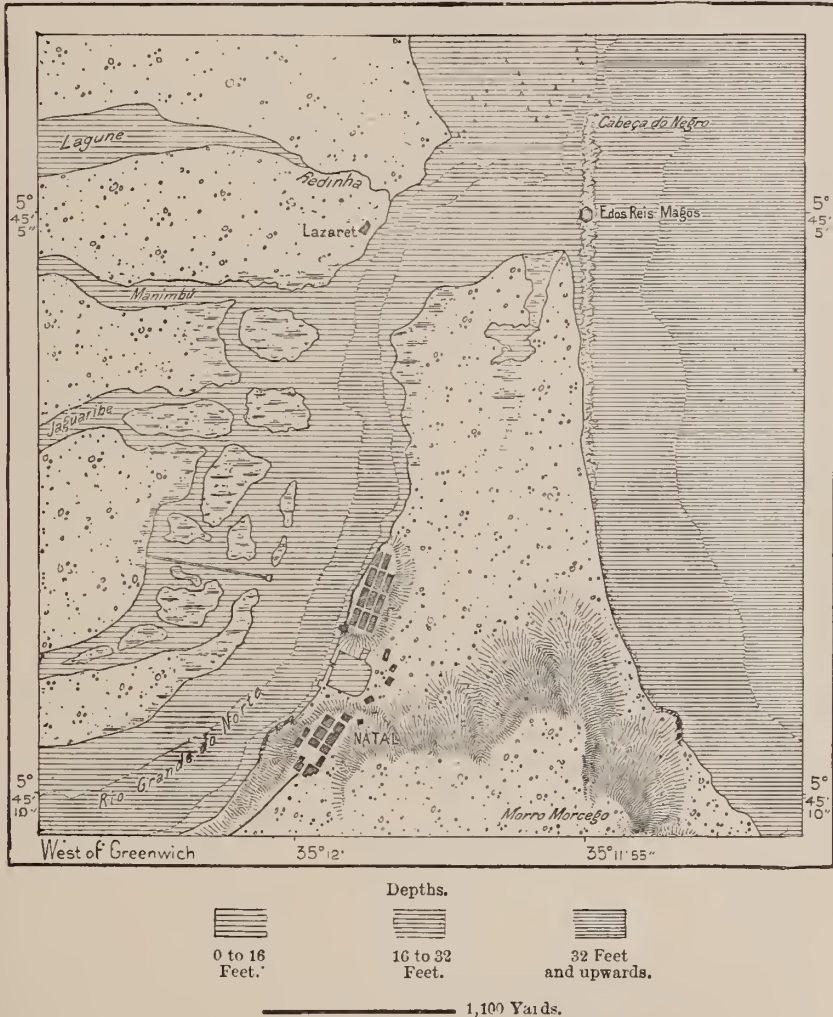 Cabeça do Negro
Lagune
Redinha
5°
45'
5"
Lazaret
Edos Reis Magos
5°
45'
5"
Manimbú
Jaguaribe
Rio Grande do Norte
NATAL
5°
45'
10"
Morro Morcego
5°
45'
10"
West of Greenwich
35°12'
35°11'55"
Depths.
0 to 16
Feet.
16 to 32
Feet.
32 Feet
and upwards.
1,100 Yards.